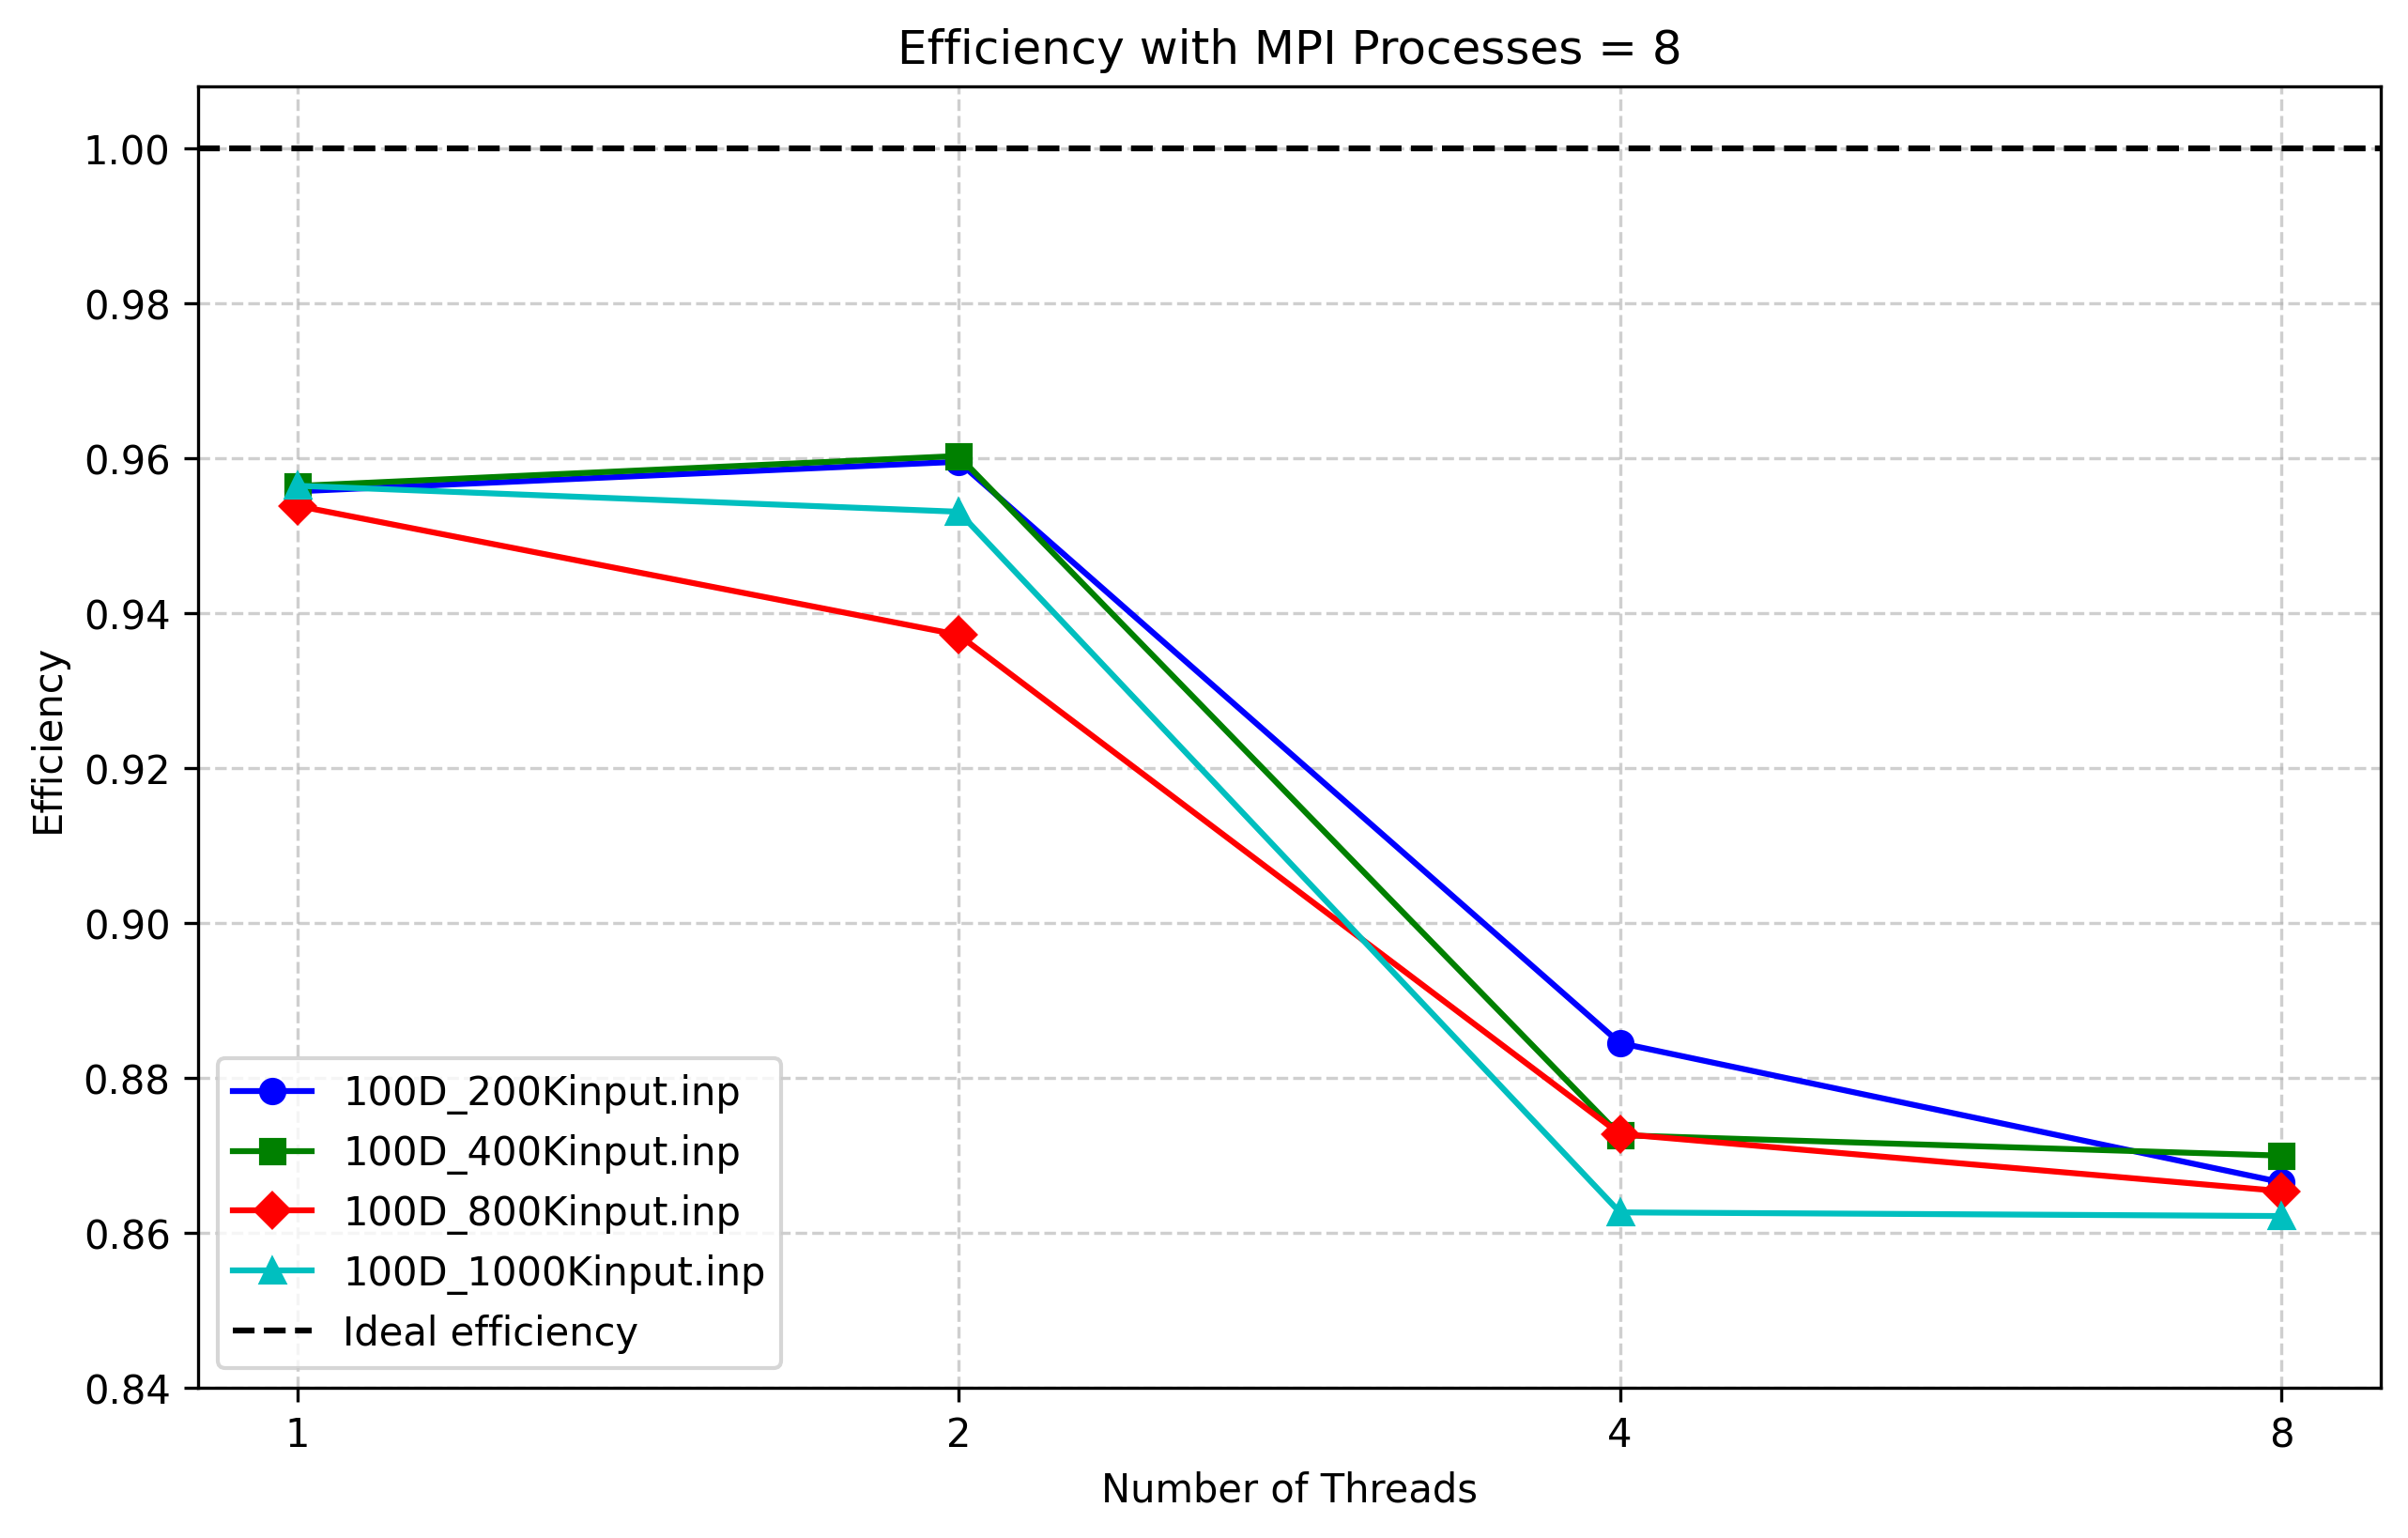 Efficiency with MPI Processes = 8
Efficiency
1.00
0.98
0.96
0.94
0.92
0.90
0.88
0.86
0.84
100D_200Kinput.inp
100D_400Kinput.inp
100D_800Kinput.inp
100D_1000Kinput.inp
Ideal efficiency
1 2 4 8
Number of Threads